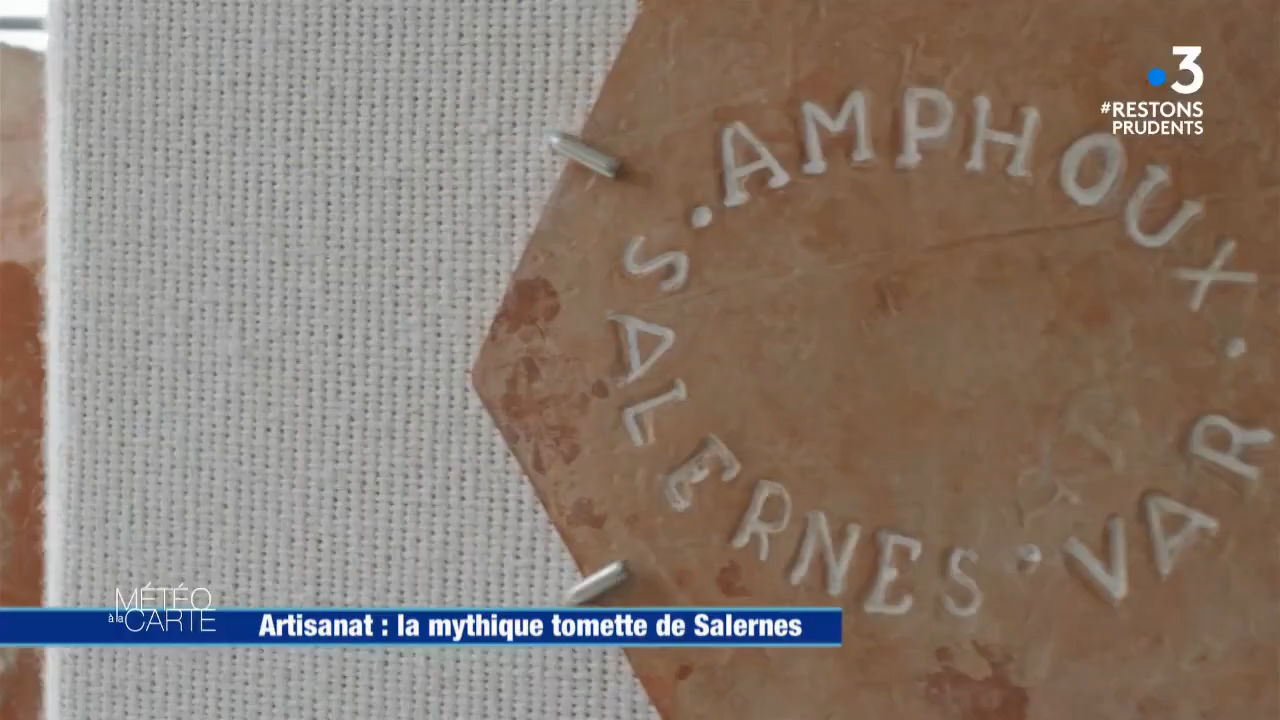 3
#RESTONS
PRUDENTS
.AMPHOUX.
SALERNES.VAR
MÉTÉO
à la CARTE
Artisanat : la mythique tomette de Salernes